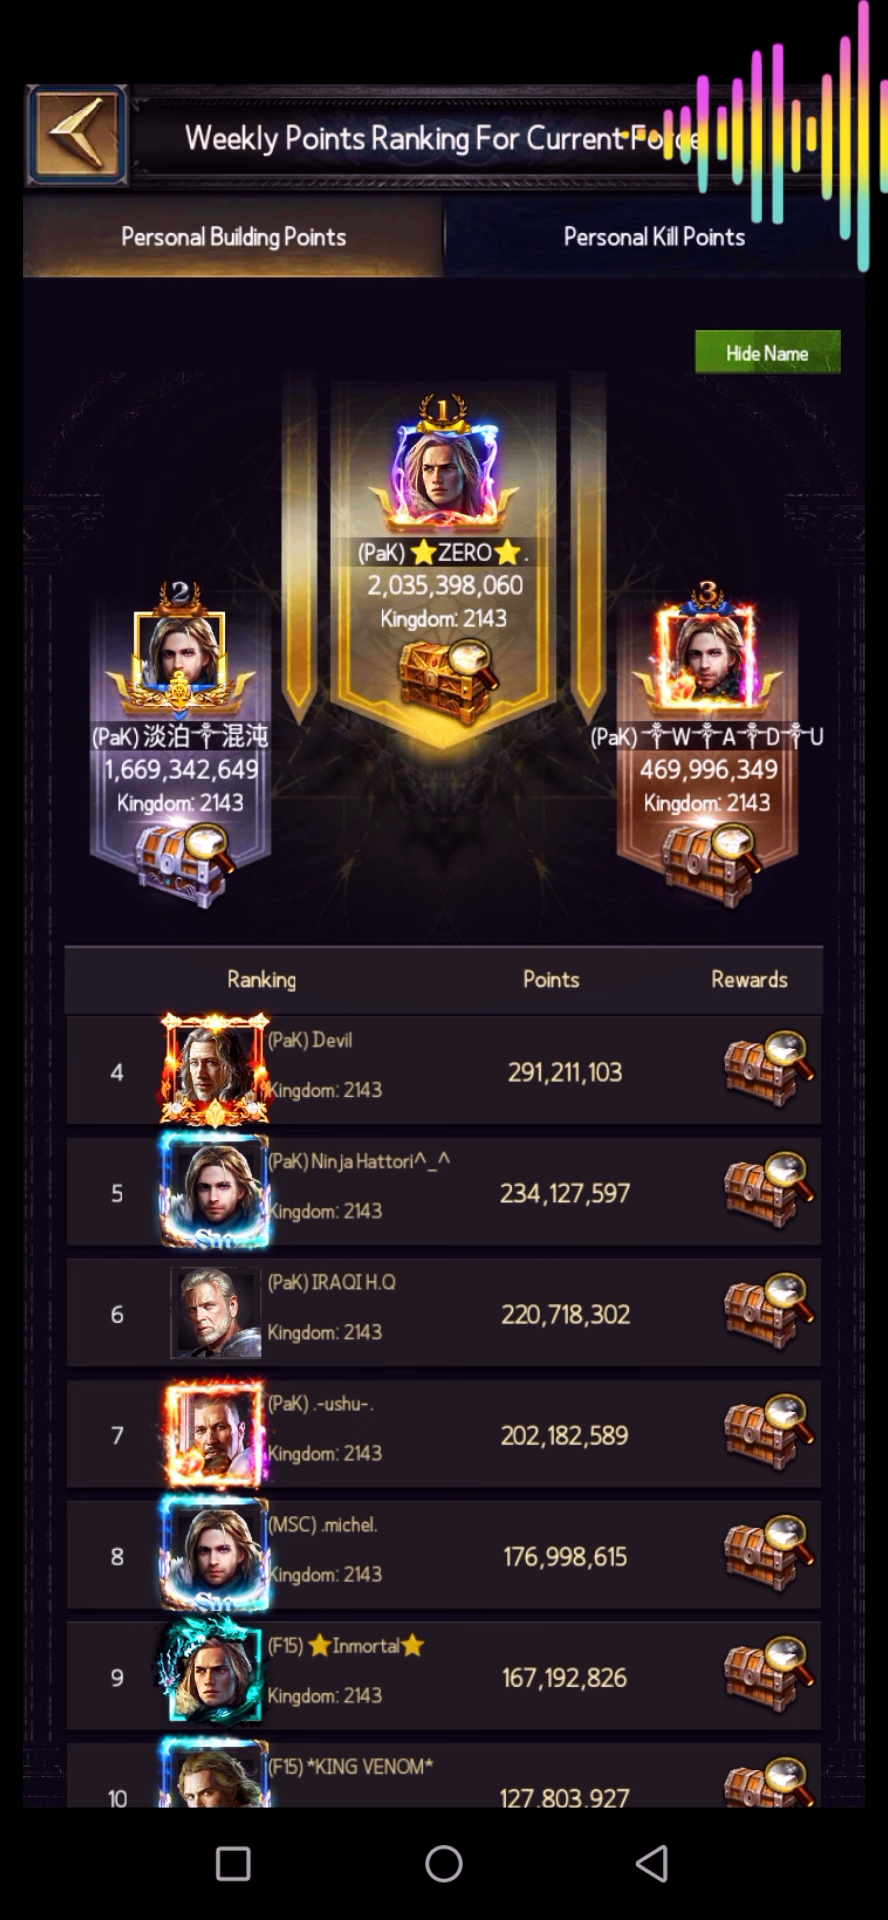 Weekly Points Ranking For Current Force
Personal Building Points
Personal Kill Points
Hide Name
1
(PaK) ⭐ZERO⭐.
2,035,398,060
Kingdom: 2143
2
(PaK) 淡泊༒混沌
1,669,342,649
Kingdom: 2143
3
(PaK) ༒W༒A༒D༒U
469,996,349
Kingdom: 2143
Ranking Points Rewards
4 (PaK) Devil
Kingdom: 2143
291,211,103
5 (PaK) Ninja Hattori^_^
Kingdom: 2143
234,127,597
6 (PaK) IRAQI H.Q
Kingdom: 2143
220,718,302
7 (PaK) .-ushu-.
Kingdom: 2143
202,182,589
8 (MSC) .michel.
Kingdom: 2143
176,998,615
9 (F15) ⭐Inmortal⭐
Kingdom: 2143
167,192,826
10 (F15) *KING VENOM*
127,803,927